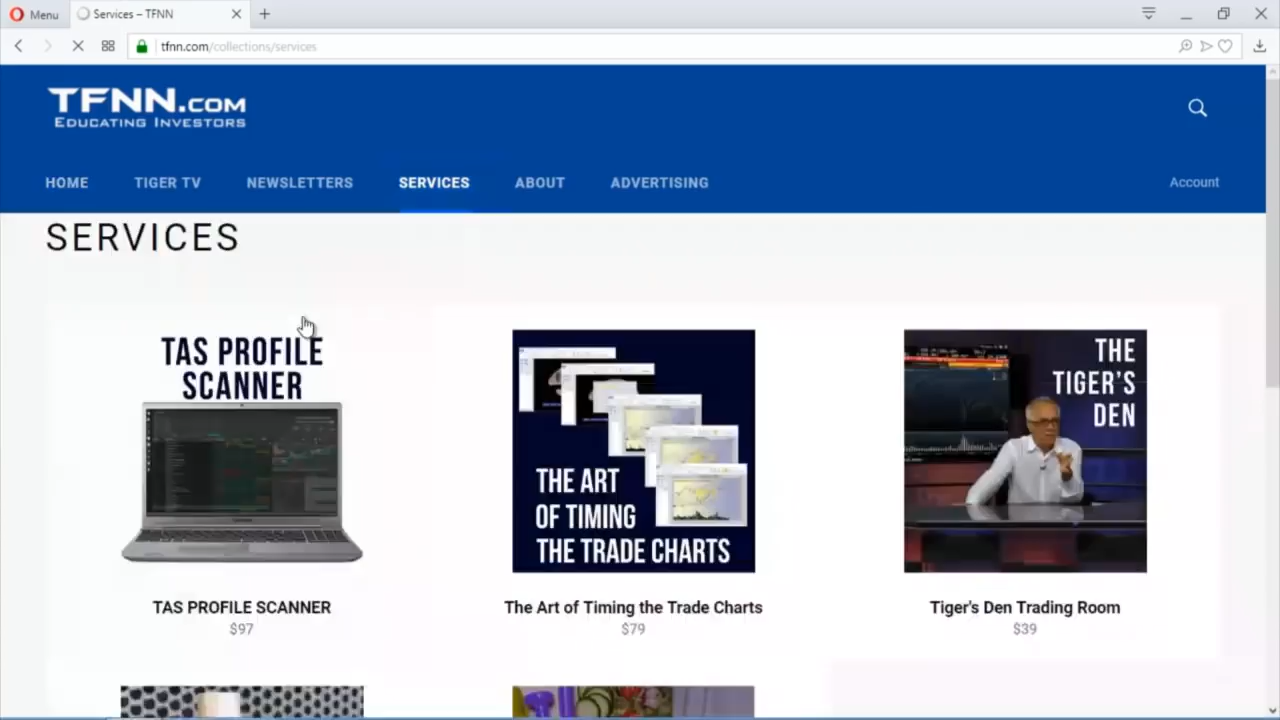 Menu
Services – TFNN
tfnn.com/collections/services
TFNN.COM
EDUCATING INVESTORS
HOME
TIGER TV
NEWSLETTERS
SERVICES
ABOUT
ADVERTISING
Account
SERVICES
TAS PROFILE
SCANNER
THE ART
OF TIMING
THE TRADE CHARTS
THE
TIGER'S
DEN
TAS PROFILE SCANNER
$97
The Art of Timing the Trade Charts
$79
Tiger's Den Trading Room
$39